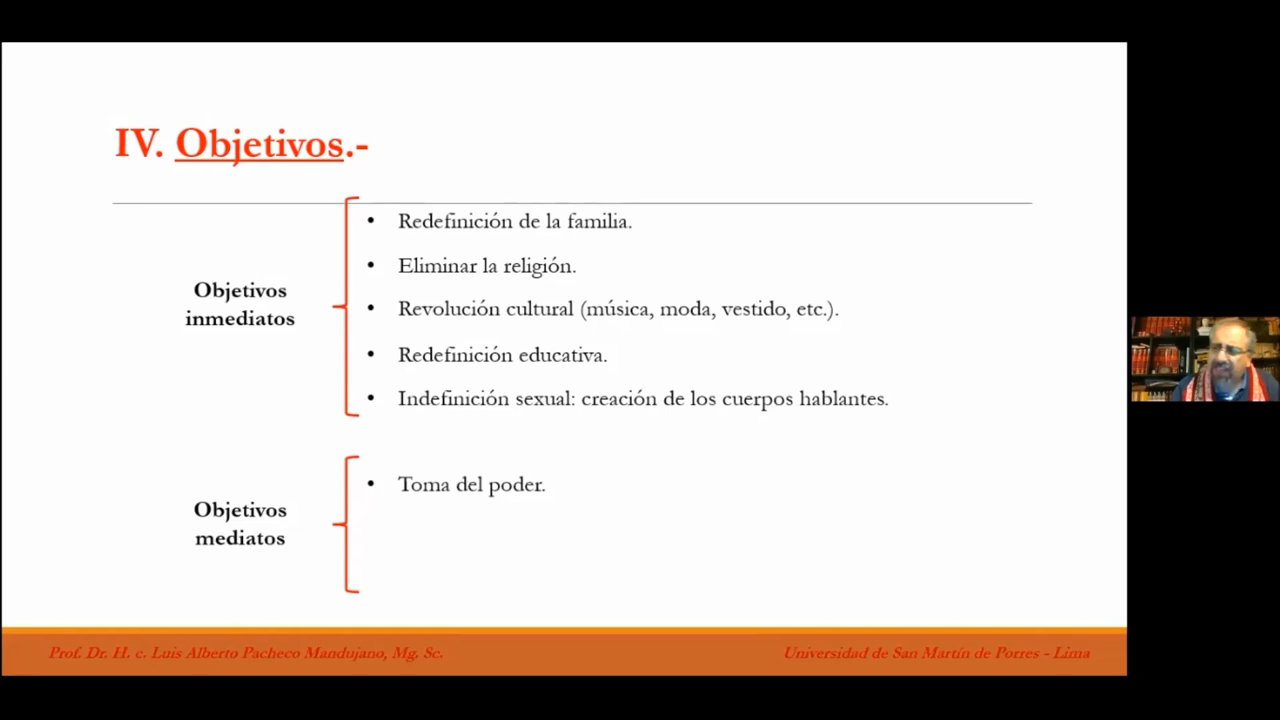 IV. Objetivos.-
Objetivos
inmediatos
• Redefinición de la familia.
• Eliminar la religión.
• Revolución cultural (música, moda, vestido, etc.).
• Redefinición educativa.
• Indefinición sexual: creación de los cuerpos hablantes.
Objetivos
mediatos
• Toma del poder.
Prof. Dr. H. c. Luis Alberto Pacheco Mandujano, Mg. Sc.
Universidad de San Martín de Porres - Lima